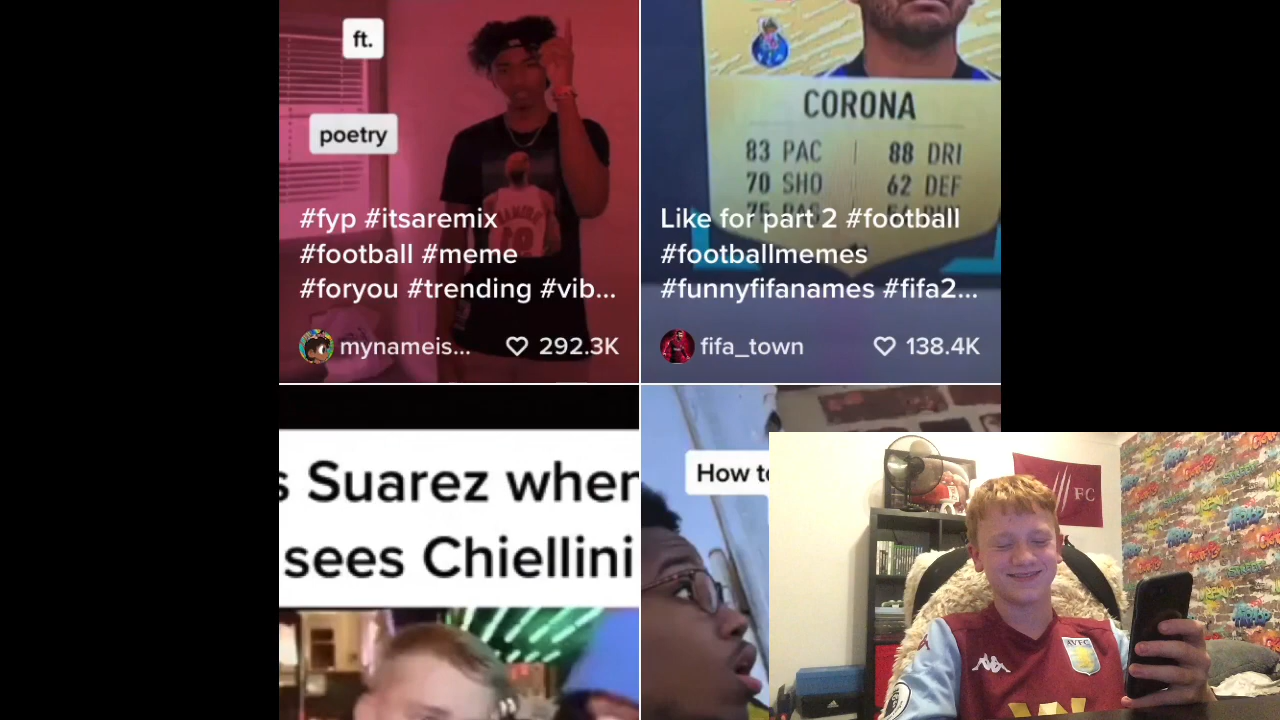 ft.
poetry
#fyp #itsaremix
#football #meme
#foryou #trending #vib...
mynameis...
292.3K
CORONA
83 PAC
88 DRI
70 SHO
62 DEF
Like for part 2 #football
#footballmemes
#funnyfifanames #fifa2...
fifa_town
138.4K
s Suarez when
sees Chiellini
How to
FC
AVFC